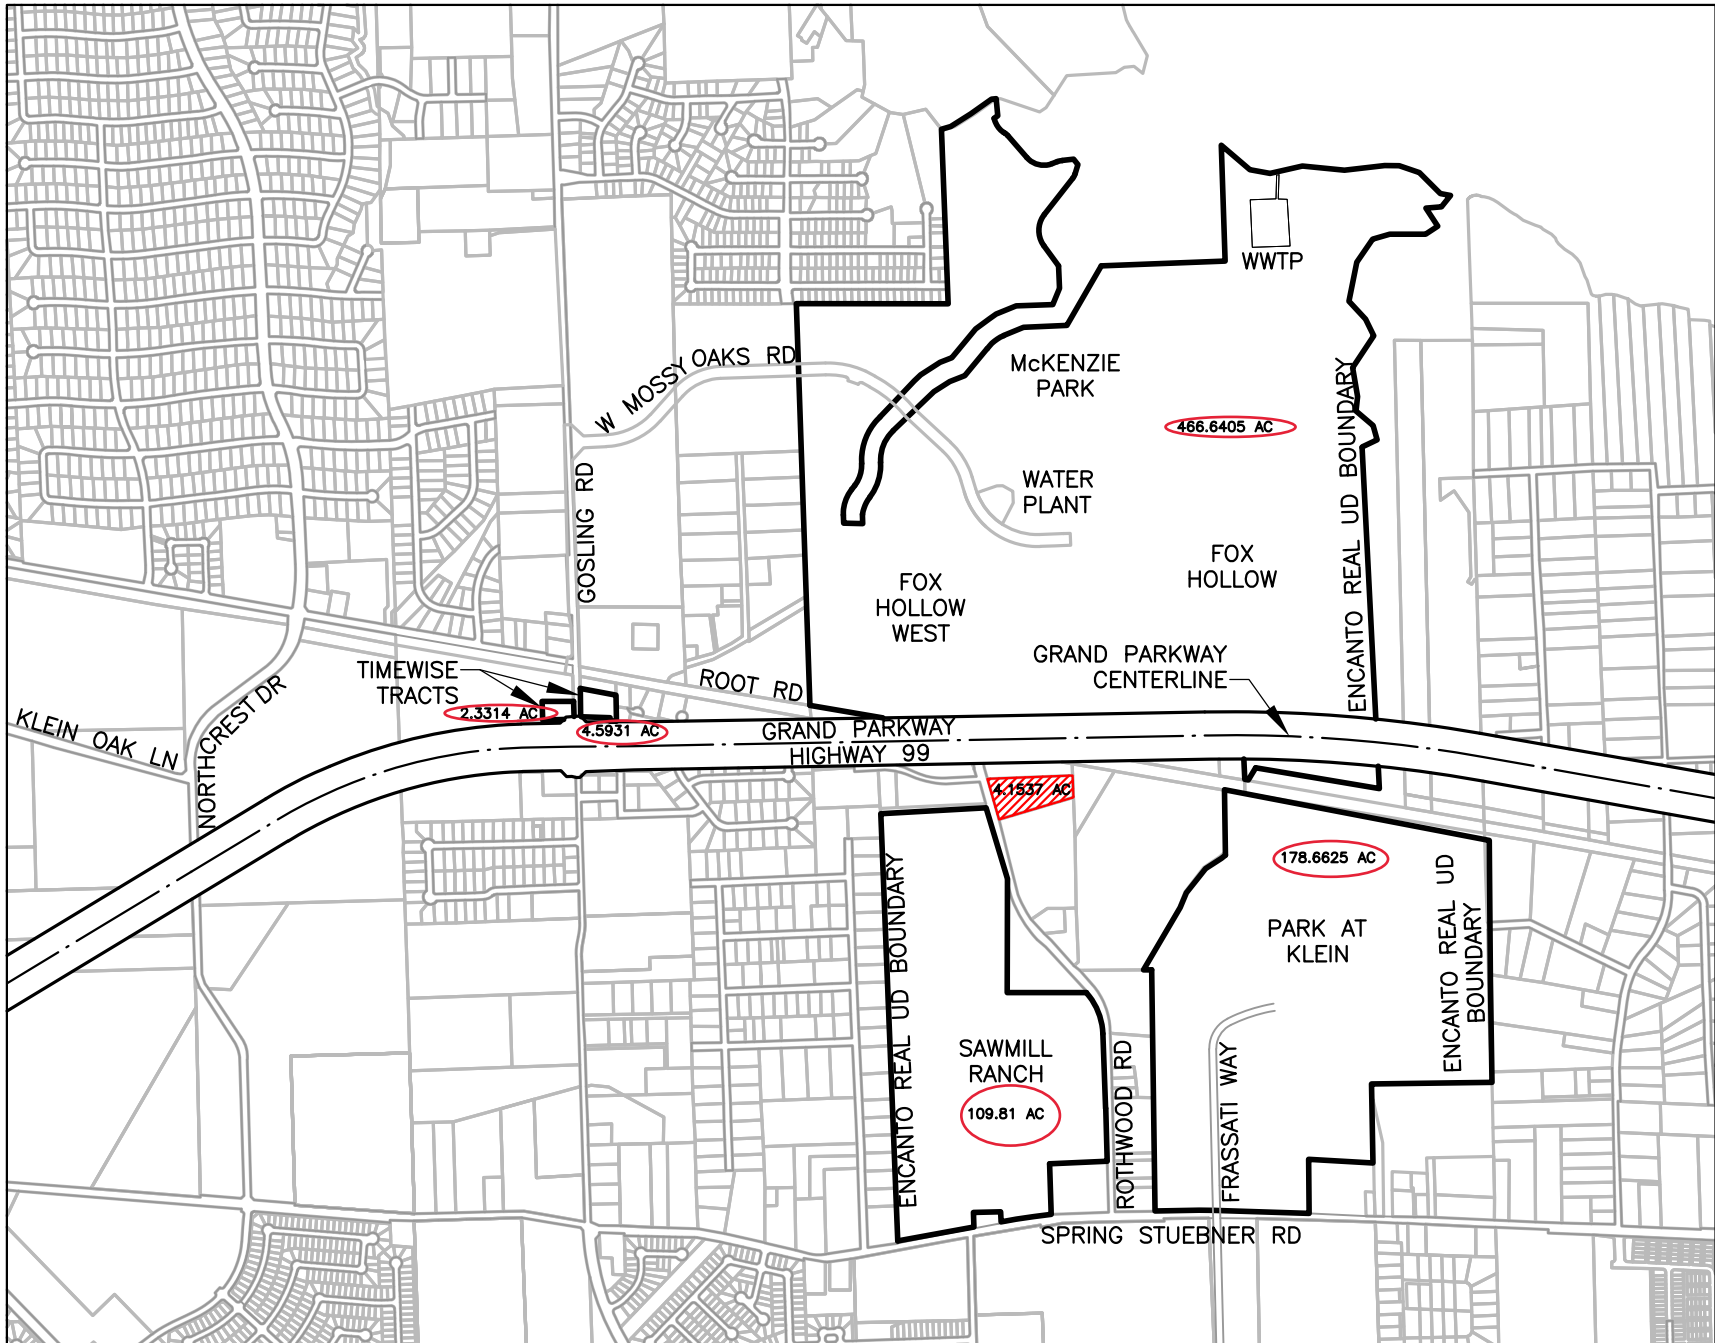 WWTP
McKENZIE
PARK
W MOSSY OAKS RD
466.6405 AC
ENCANTO REAL UD BOUNDARY
WATER
PLANT
GOSLING RD
FOX
HOLLOW
FOX
HOLLOW
WEST
GRAND PARKWAY
CENTERLINE
TIMEWISE
TRACTS
ROOT RD
2.3314 AC
4.5931 AC
KLEIN OAK LN
NORTHCREST DR
GRAND PARKWAY
HIGHWAY 99
4.1537 AC
178.6625 AC
ENCANTO REAL UD BOUNDARY
PARK AT
KLEIN
ENCANTO REAL UD
BOUNDARY
SAWMILL
RANCH
109.81 AC
ROTHWOOD RD
FRASSATI WAY
SPRING STUEBNER RD